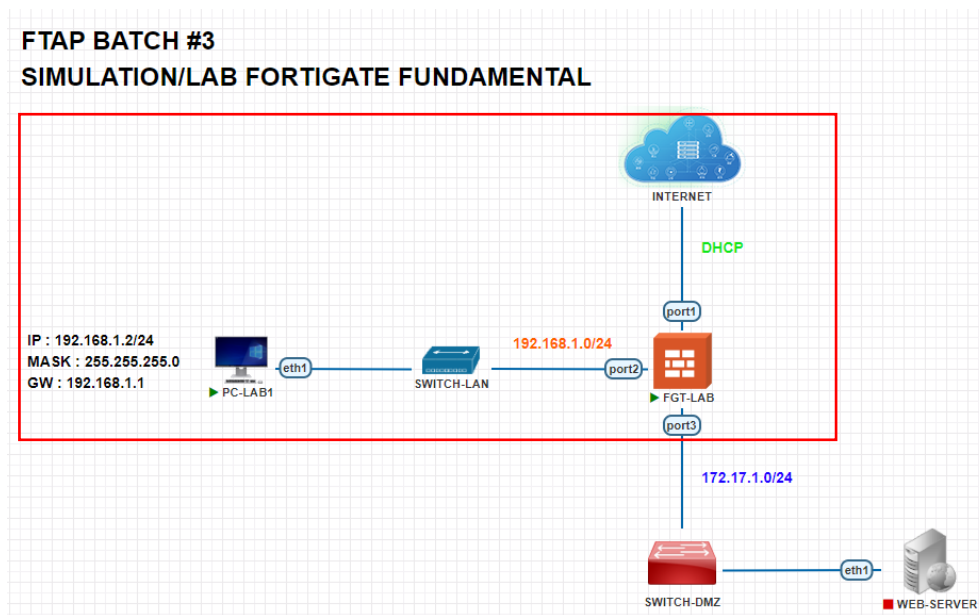 FTAP BATCH #3
SIMULATION/LAB FORTIGATE FUNDAMENTAL
INTERNET
DHCP
port1
IP : 192.168.1.2/24
MASK : 255.255.255.0
GW : 192.168.1.1
eth1
PC-LAB1
SWITCH-LAN
192.168.1.0/24
port2
FGT-LAB
port3
172.17.1.0/24
SWITCH-DMZ
eth1
WEB-SERVER